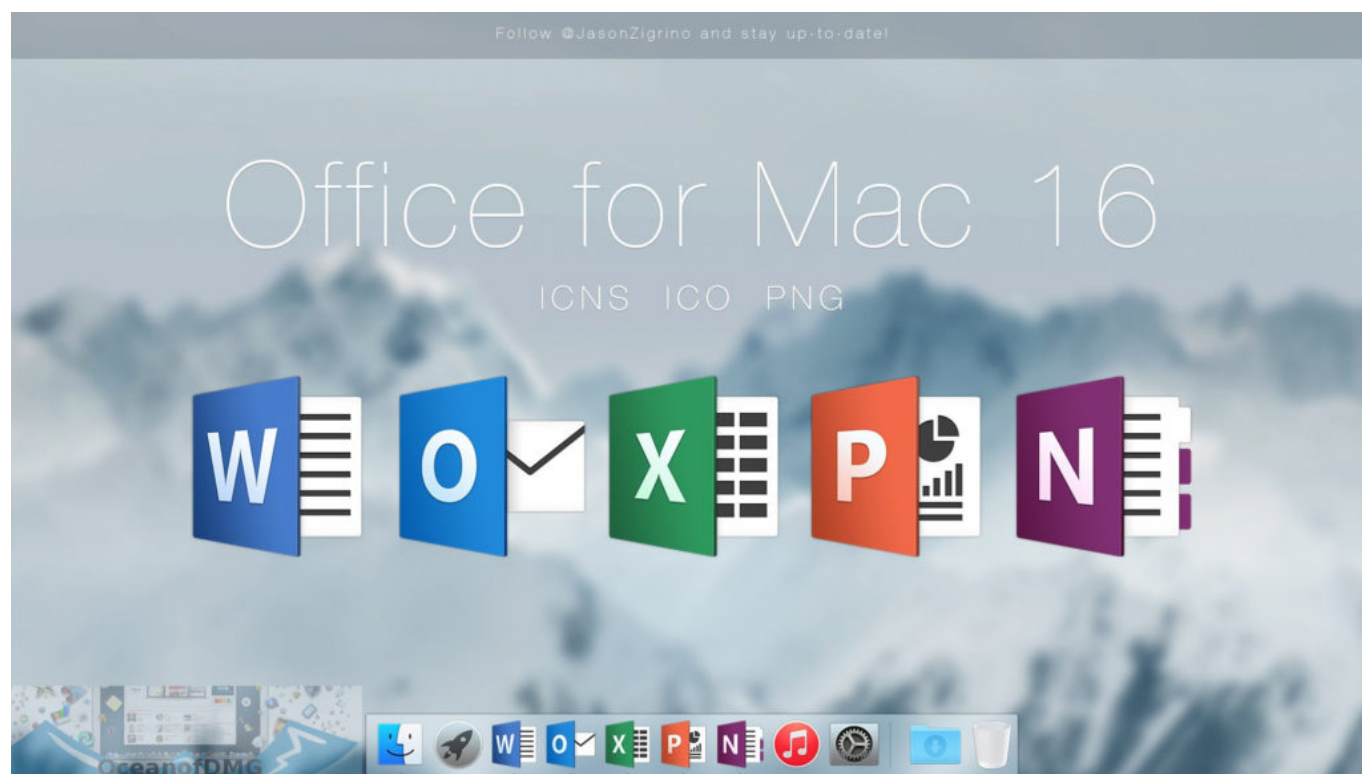 Follow @JasonZigrino and stay up-to-date!
Office for Mac 16
ICNS ICO PNG
W O X P N
W O X P N
OceanofDMG